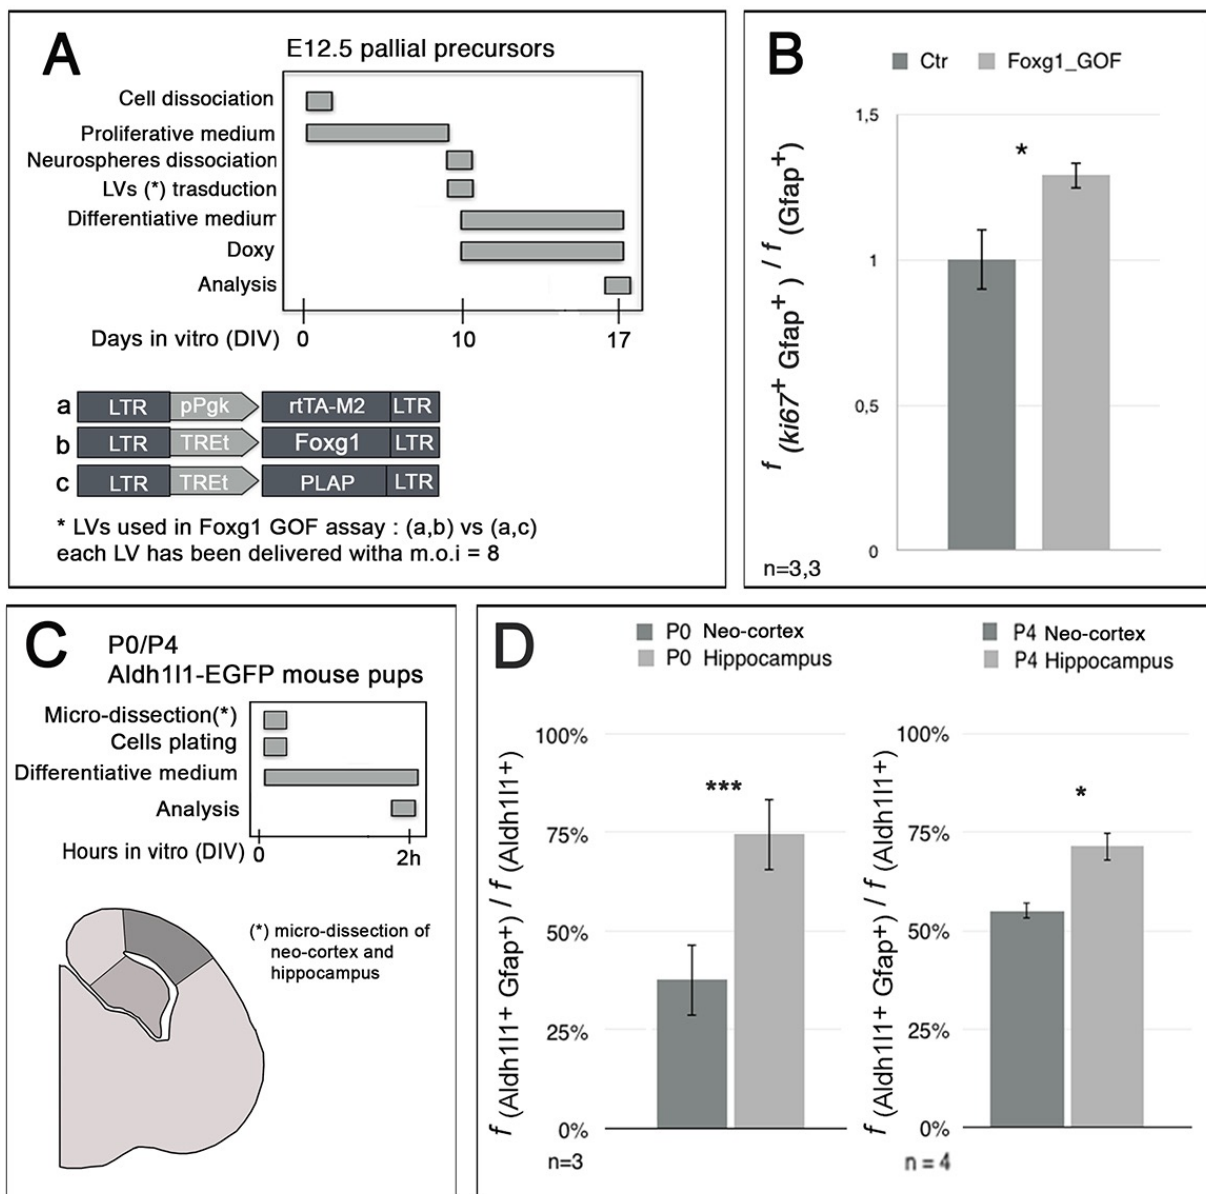 A
E12.5 pallial precursors
Cell dissociation
Proliferative medium
Neurospheres dissociation
LVs (*) trasduction
Differentiative medium
Doxy
Analysis
Days in vitro (DIV) 0 10 17
a LTR pPgk rtTA-M2 LTR
b LTR TREt Foxg1 LTR
c LTR TREt PLAP LTR
* LVs used in Foxg1 GOF assay : (a,b) vs (a,c)
each LV has been delivered witha m.o.i = 8
B
Ctr Foxg1_GOF
f (ki67+ Gfap+) / f (Gfap+)
1,5
*
1
0,5
0
n=3,3
C
P0/P4
Aldh1l1-EGFP mouse pups
Micro-dissection(*)
Cells plating
Differentiative medium
Analysis
Hours in vitro (DIV) 0 2h
(*) micro-dissection of
neo-cortex and
hippocampus
D
P0 Neo-cortex
P0 Hippocampus
f (Aldh1l1+ Gfap+) / f (Aldh1l1+)
100%
***
75%
50%
25%
0%
n=3
P4 Neo-cortex
P4 Hippocampus
f (Aldh1l1+ Gfap+) / f (Aldh1l1+)
100%
*
75%
50%
25%
0%
n = 4